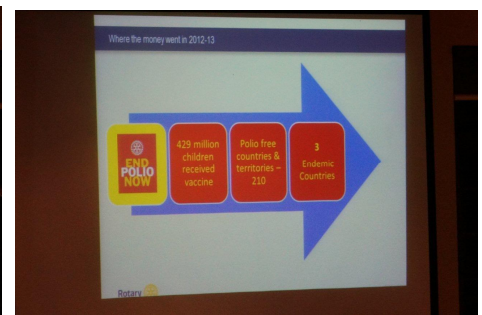 Where the money went in 2012-13
END
POLIO
NOW
429 million
children
received
vaccine
Polio free
countries &
territories –
210
3
Endemic
Countries
Rotary